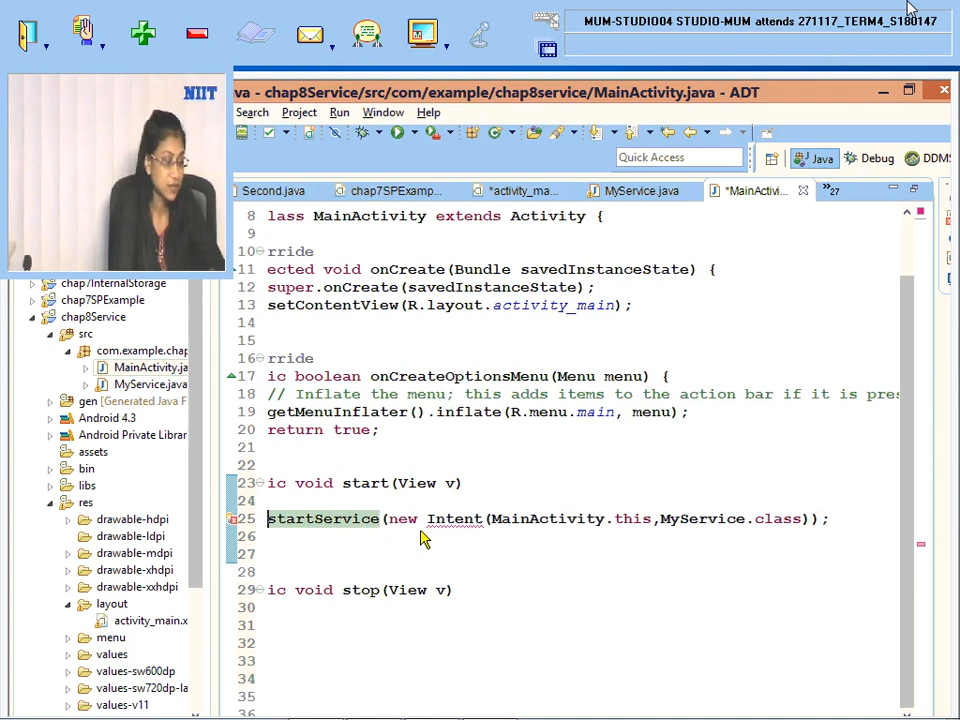 MUM-STUDIO04 STUDIO-MUM attends 271117_TERM4_S180147
NIIT
va - chap8Service/src/com/example/chap8service/MainActivity.java - ADT
Search Project Run Window Help
Quick Access
Java Debug DDMS
Second.java chap7SPExamp... *activity_ma... MyService.java *MainActivi... »27
chap7InternalStorage
chap7SPExample
chap8Service
src
com.example.chap
MainActivity.ja
MyService.java
gen [Generated Java F
Android 4.3
Android Private Librar
assets
bin
libs
res
drawable-hdpi
drawable-ldpi
drawable-mdpi
drawable-xhdpi
drawable-xxhdpi
layout
activity_main.x
menu
values
values-sw600dp
values-sw720dp-la
values-v11
8 lass MainActivity extends Activity {
9
10 rride
11 ected void onCreate(Bundle savedInstanceState) {
12 super.onCreate(savedInstanceState);
13 setContentView(R.layout.activity_main);
14
15
16 rride
17 ic boolean onCreateOptionsMenu(Menu menu) {
18 // Inflate the menu; this adds items to the action bar if it is pres
19 getMenuInflater().inflate(R.menu.main, menu);
20 return true;
21
22
23 ic void start(View v)
24
25 startService(new Intent(MainActivity.this,MyService.class));
26
27
28
29 ic void stop(View v)
30
31
32
33
34
35